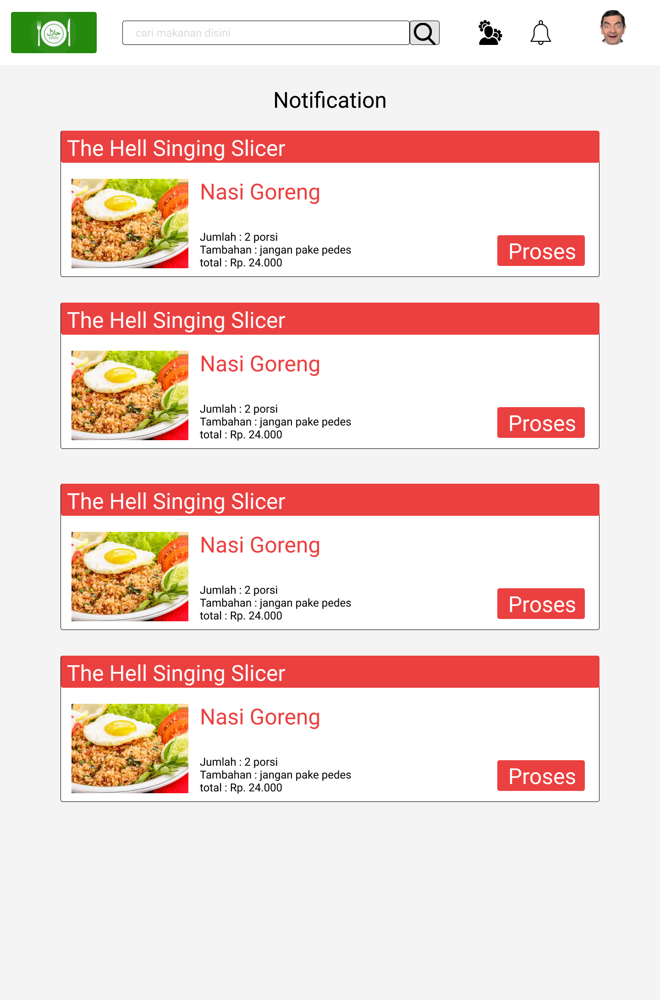 حلال
HALAL
cari makanan disini
Notification
The Hell Singing Slicer
Nasi Goreng
Jumlah : 2 porsi
Tambahan : jangan pake pedes
total : Rp. 24.000
Proses
The Hell Singing Slicer
Nasi Goreng
Jumlah : 2 porsi
Tambahan : jangan pake pedes
total : Rp. 24.000
Proses
The Hell Singing Slicer
Nasi Goreng
Jumlah : 2 porsi
Tambahan : jangan pake pedes
total : Rp. 24.000
Proses
The Hell Singing Slicer
Nasi Goreng
Jumlah : 2 porsi
Tambahan : jangan pake pedes
total : Rp. 24.000
Proses